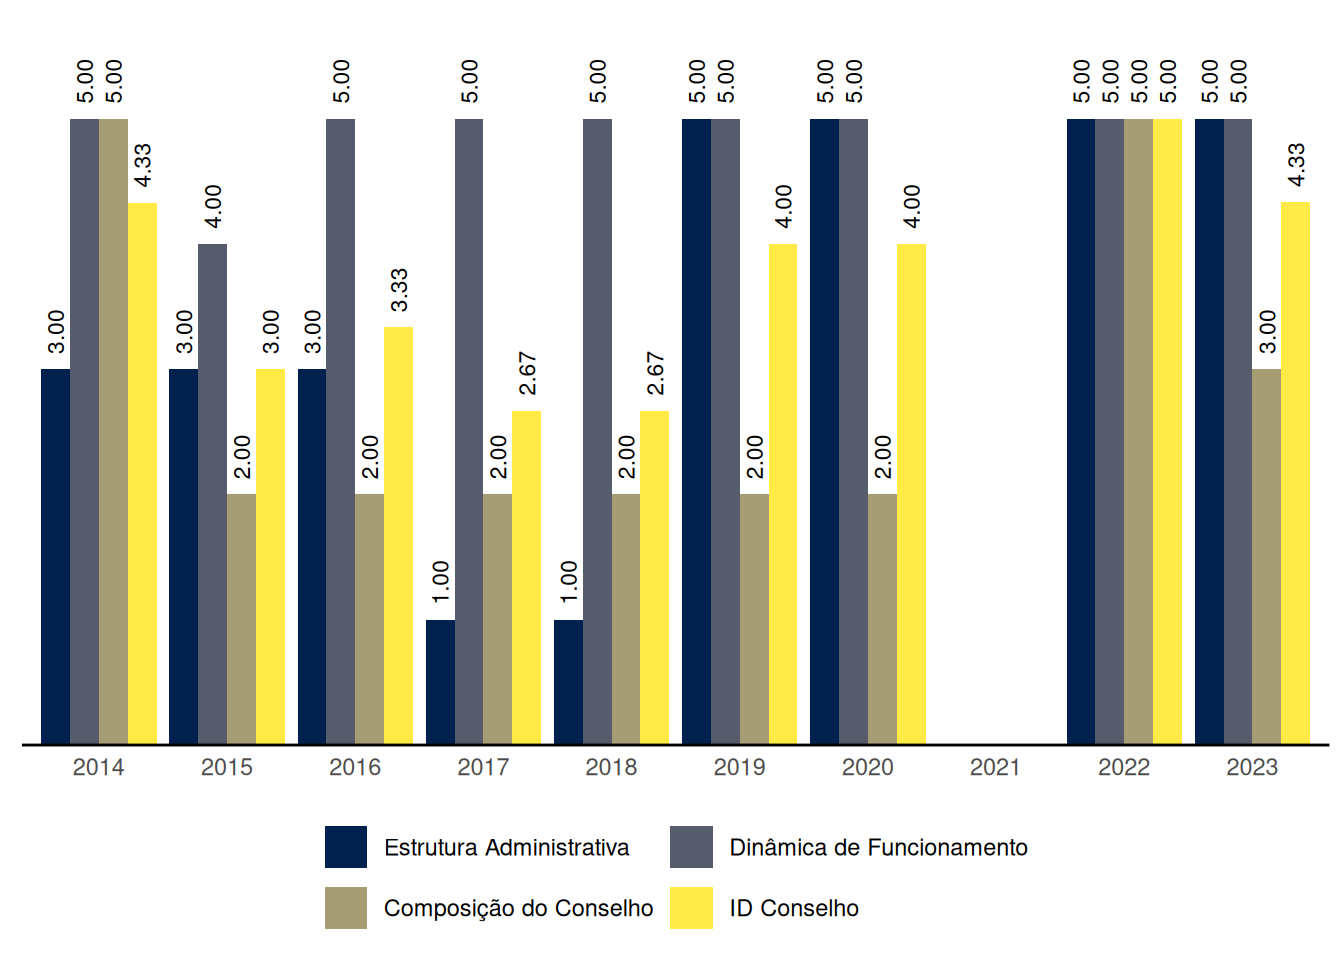 5.00 5.00 5.00 5.00 5.00 5.00 5.00 5.00 5.00 5.00 5.00 5.00 5.00 5.00 5.00
4.33 4.33
4.00 4.00 4.00
3.00 3.00 3.00 3.00 3.33 3.00
2.67 2.67
2.00 2.00 2.00 2.00 2.00 2.00
1.00 1.00
2014 2015 2016 2017 2018 2019 2020 2021 2022 2023
Estrutura Administrativa Dinâmica de Funcionamento
Composição do Conselho ID Conselho